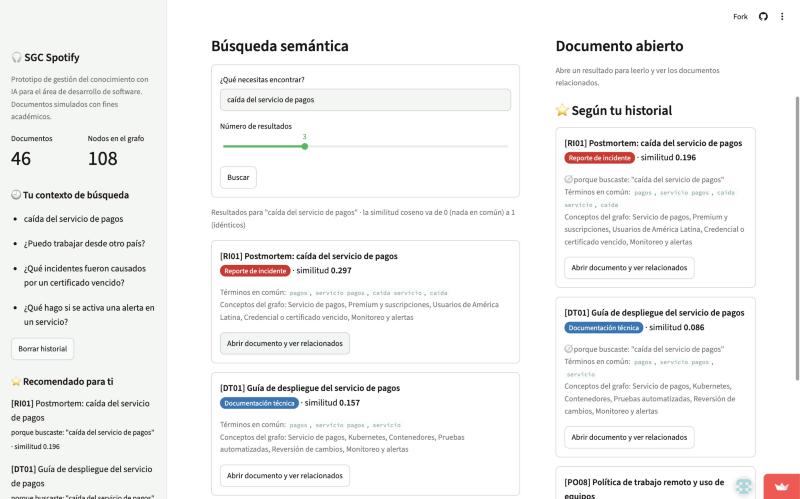 Fork
SGC Spotify
Prototipo de gestión del conocimiento con
IA para el área de desarrollo de software.
Documentos simulados con fines
académicos.
Documentos
Nodos en el grafo
46
108
Tu contexto de búsqueda
caída del servicio de pagos
¿Puedo trabajar desde otro país?
¿Qué incidentes fueron causados
por un certificado vencido?
¿Qué hago si se activa una alerta en
un servicio?
Borrar historial
Recomendado para ti
[RI01] Postmortem: caída del servicio
de pagos
porque buscaste: "caída del servicio de pagos"
· similitud 0.196
[DT01] Guía de despliegue del servicio
de pagos
porque buscaste: "caída del servicio de pagos"
Búsqueda semántica
¿Qué necesitas encontrar?
caída del servicio de pagos
Número de resultados
3
Buscar
Resultados para "caída del servicio de pagos" · la similitud coseno va de 0 (nada en común) a 1
(idénticos)
[RI01] Postmortem: caída del servicio de pagos
Reporte de incidente · similitud 0.297
Términos en común: pagos , servicio pagos , caida servicio , caida
Conceptos del grafo: Servicio de pagos, Premium y suscripciones, Usuarios de América
Latina, Credencial o certificado vencido, Monitoreo y alertas
Abrir documento y ver relacionados
[DT01] Guía de despliegue del servicio de pagos
Documentación técnica · similitud 0.157
Términos en común: pagos , servicio pagos , servicio
Conceptos del grafo: Servicio de pagos, Kubernetes, Contenedores, Pruebas
automatizadas, Reversión de cambios, Monitoreo y alertas
Abrir documento y ver relacionados
Documento abierto
Abre un resultado para leerlo y ver los documentos
relacionados.
Según tu historial
[RI01] Postmortem: caída del servicio de pagos
Reporte de incidente · similitud 0.196
porque buscaste: "caída del servicio de pagos"
Términos en común: pagos , servicio pagos , caida
servicio , caida
Conceptos del grafo: Servicio de pagos, Premium y
suscripciones, Usuarios de América Latina, Credencial o
certificado vencido, Monitoreo y alertas
Abrir documento y ver relacionados
[DT01] Guía de despliegue del servicio de pagos
Documentación técnica · similitud 0.086
porque buscaste: "caída del servicio de pagos"
Términos en común: pagos , servicio pagos ,
servicio
Conceptos del grafo: Servicio de pagos, Kubernetes,
Contenedores, Pruebas automatizadas, Reversión de
cambios, Monitoreo y alertas
Abrir documento y ver relacionados
[PO08] Política de trabajo remoto y uso de
equipos